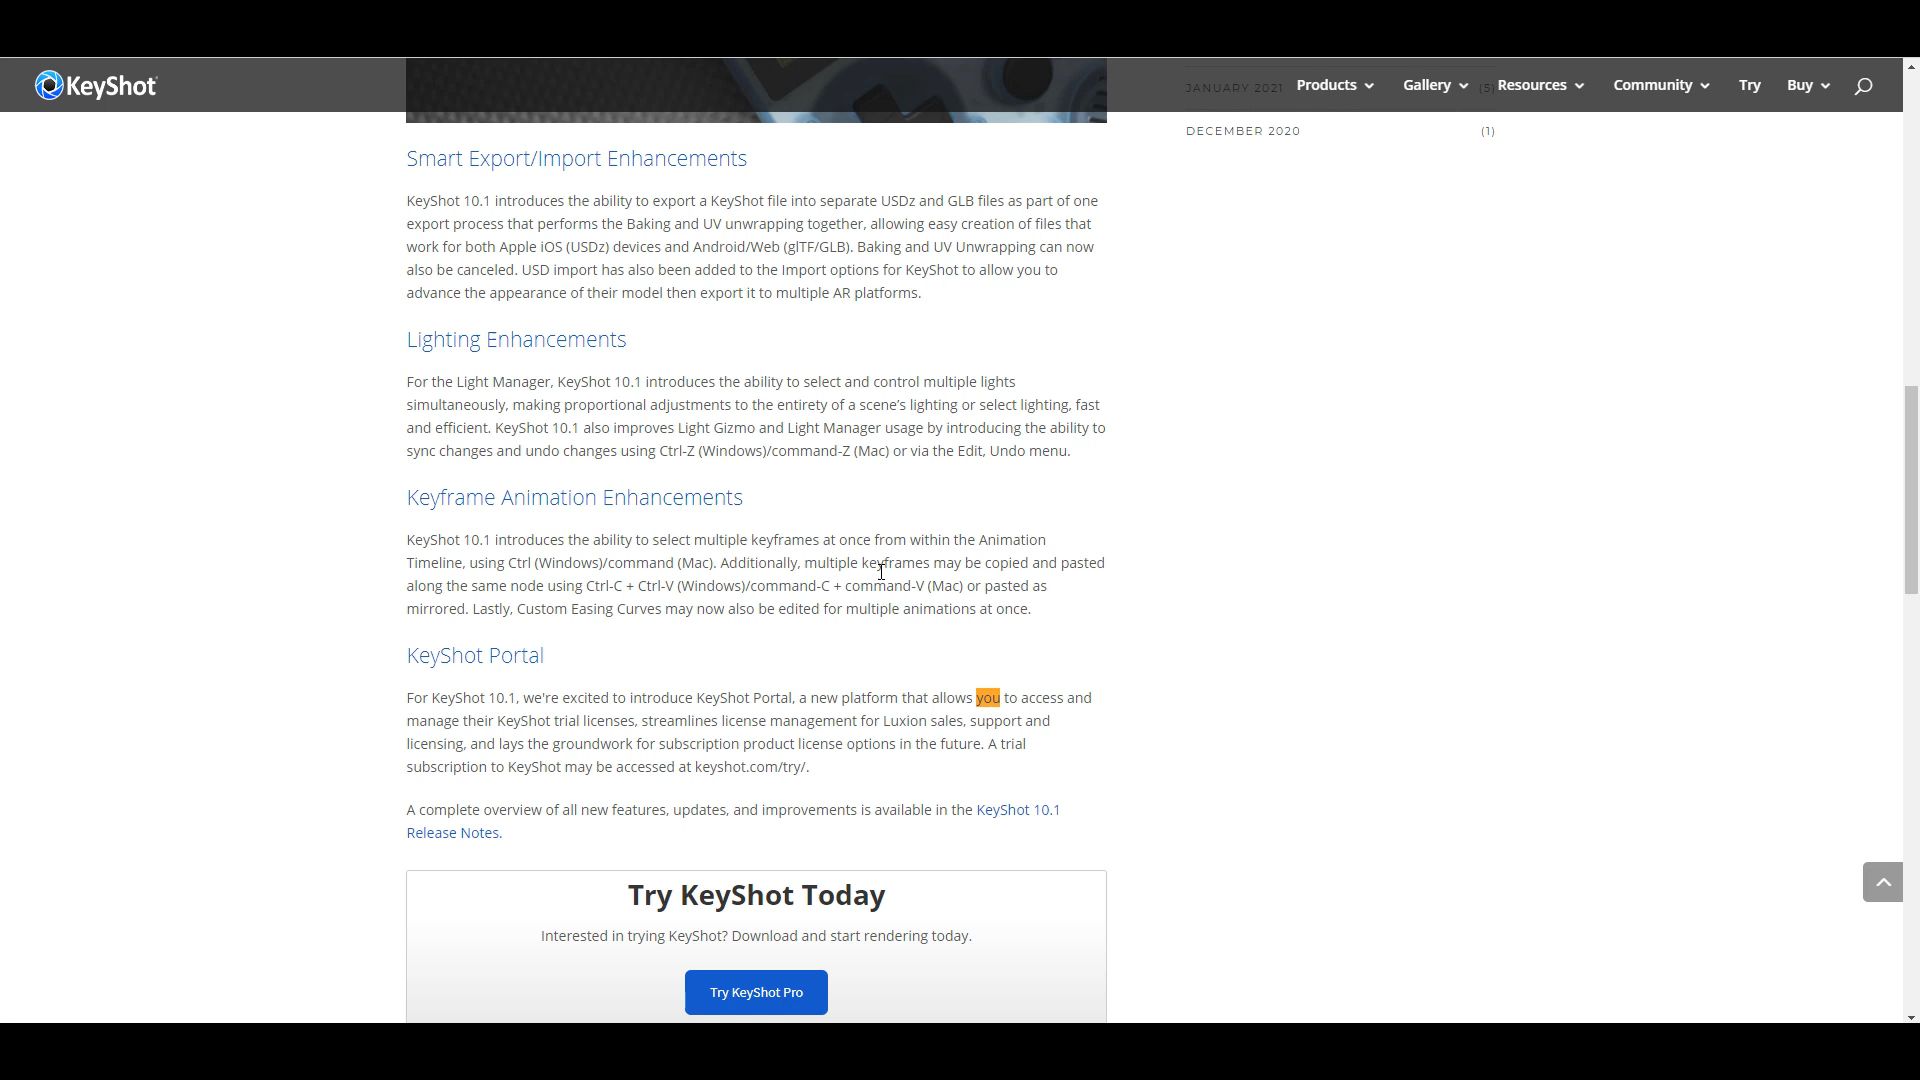 KeyShot
Products
Gallery
Resources
Community
Try
Buy
JANUARY 2021 (5)
DECEMBER 2020 (1)
Smart Export/Import Enhancements
KeyShot 10.1 introduces the ability to export a KeyShot file into separate USDz and GLB files as part of one
export process that performs the Baking and UV unwrapping together, allowing easy creation of files that
work for both Apple iOS (USDz) devices and Android/Web (glTF/GLB). Baking and UV Unwrapping can now
also be canceled. USD import has also been added to the Import options for KeyShot to allow you to
advance the appearance of their model then export it to multiple AR platforms.
Lighting Enhancements
For the Light Manager, KeyShot 10.1 introduces the ability to select and control multiple lights
simultaneously, making proportional adjustments to the entirety of a scene’s lighting or select lighting, fast
and efficient. KeyShot 10.1 also improves Light Gizmo and Light Manager usage by introducing the ability to
sync changes and undo changes using Ctrl-Z (Windows)/command-Z (Mac) or via the Edit, Undo menu.
Keyframe Animation Enhancements
KeyShot 10.1 introduces the ability to select multiple keyframes at once from within the Animation
Timeline, using Ctrl (Windows)/command (Mac). Additionally, multiple keyframes may be copied and pasted
along the same node using Ctrl-C + Ctrl-V (Windows)/command-C + command-V (Mac) or pasted as
mirrored. Lastly, Custom Easing Curves may now also be edited for multiple animations at once.
KeyShot Portal
For KeyShot 10.1, we're excited to introduce KeyShot Portal, a new platform that allows you to access and
manage their KeyShot trial licenses, streamlines license management for Luxion sales, support and
licensing, and lays the groundwork for subscription product license options in the future. A trial
subscription to KeyShot may be accessed at keyshot.com/try/.
A complete overview of all new features, updates, and improvements is available in the KeyShot 10.1
Release Notes.
Try KeyShot Today
Interested in trying KeyShot? Download and start rendering today.
Try KeyShot Pro